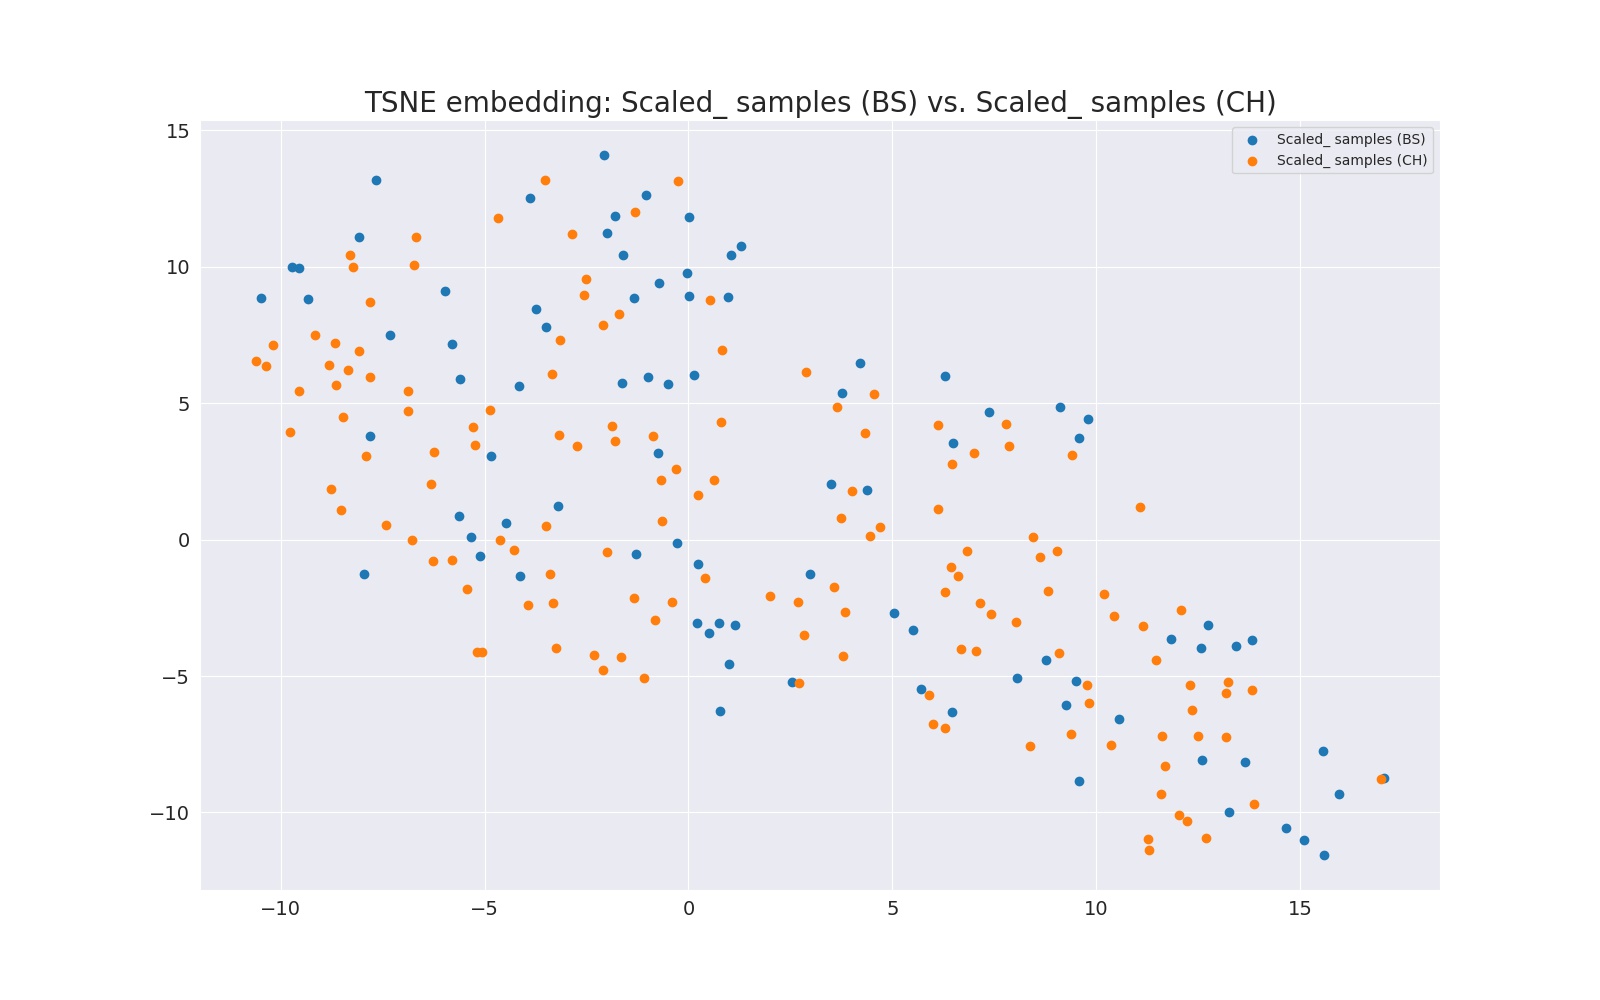 TSNE embedding: Scaled_ samples (BS) vs. Scaled_ samples (CH)
15
Scaled_ samples (BS)
Scaled_ samples (CH)
10
5
0
−5
−10
−10 −5 0 5 10 15